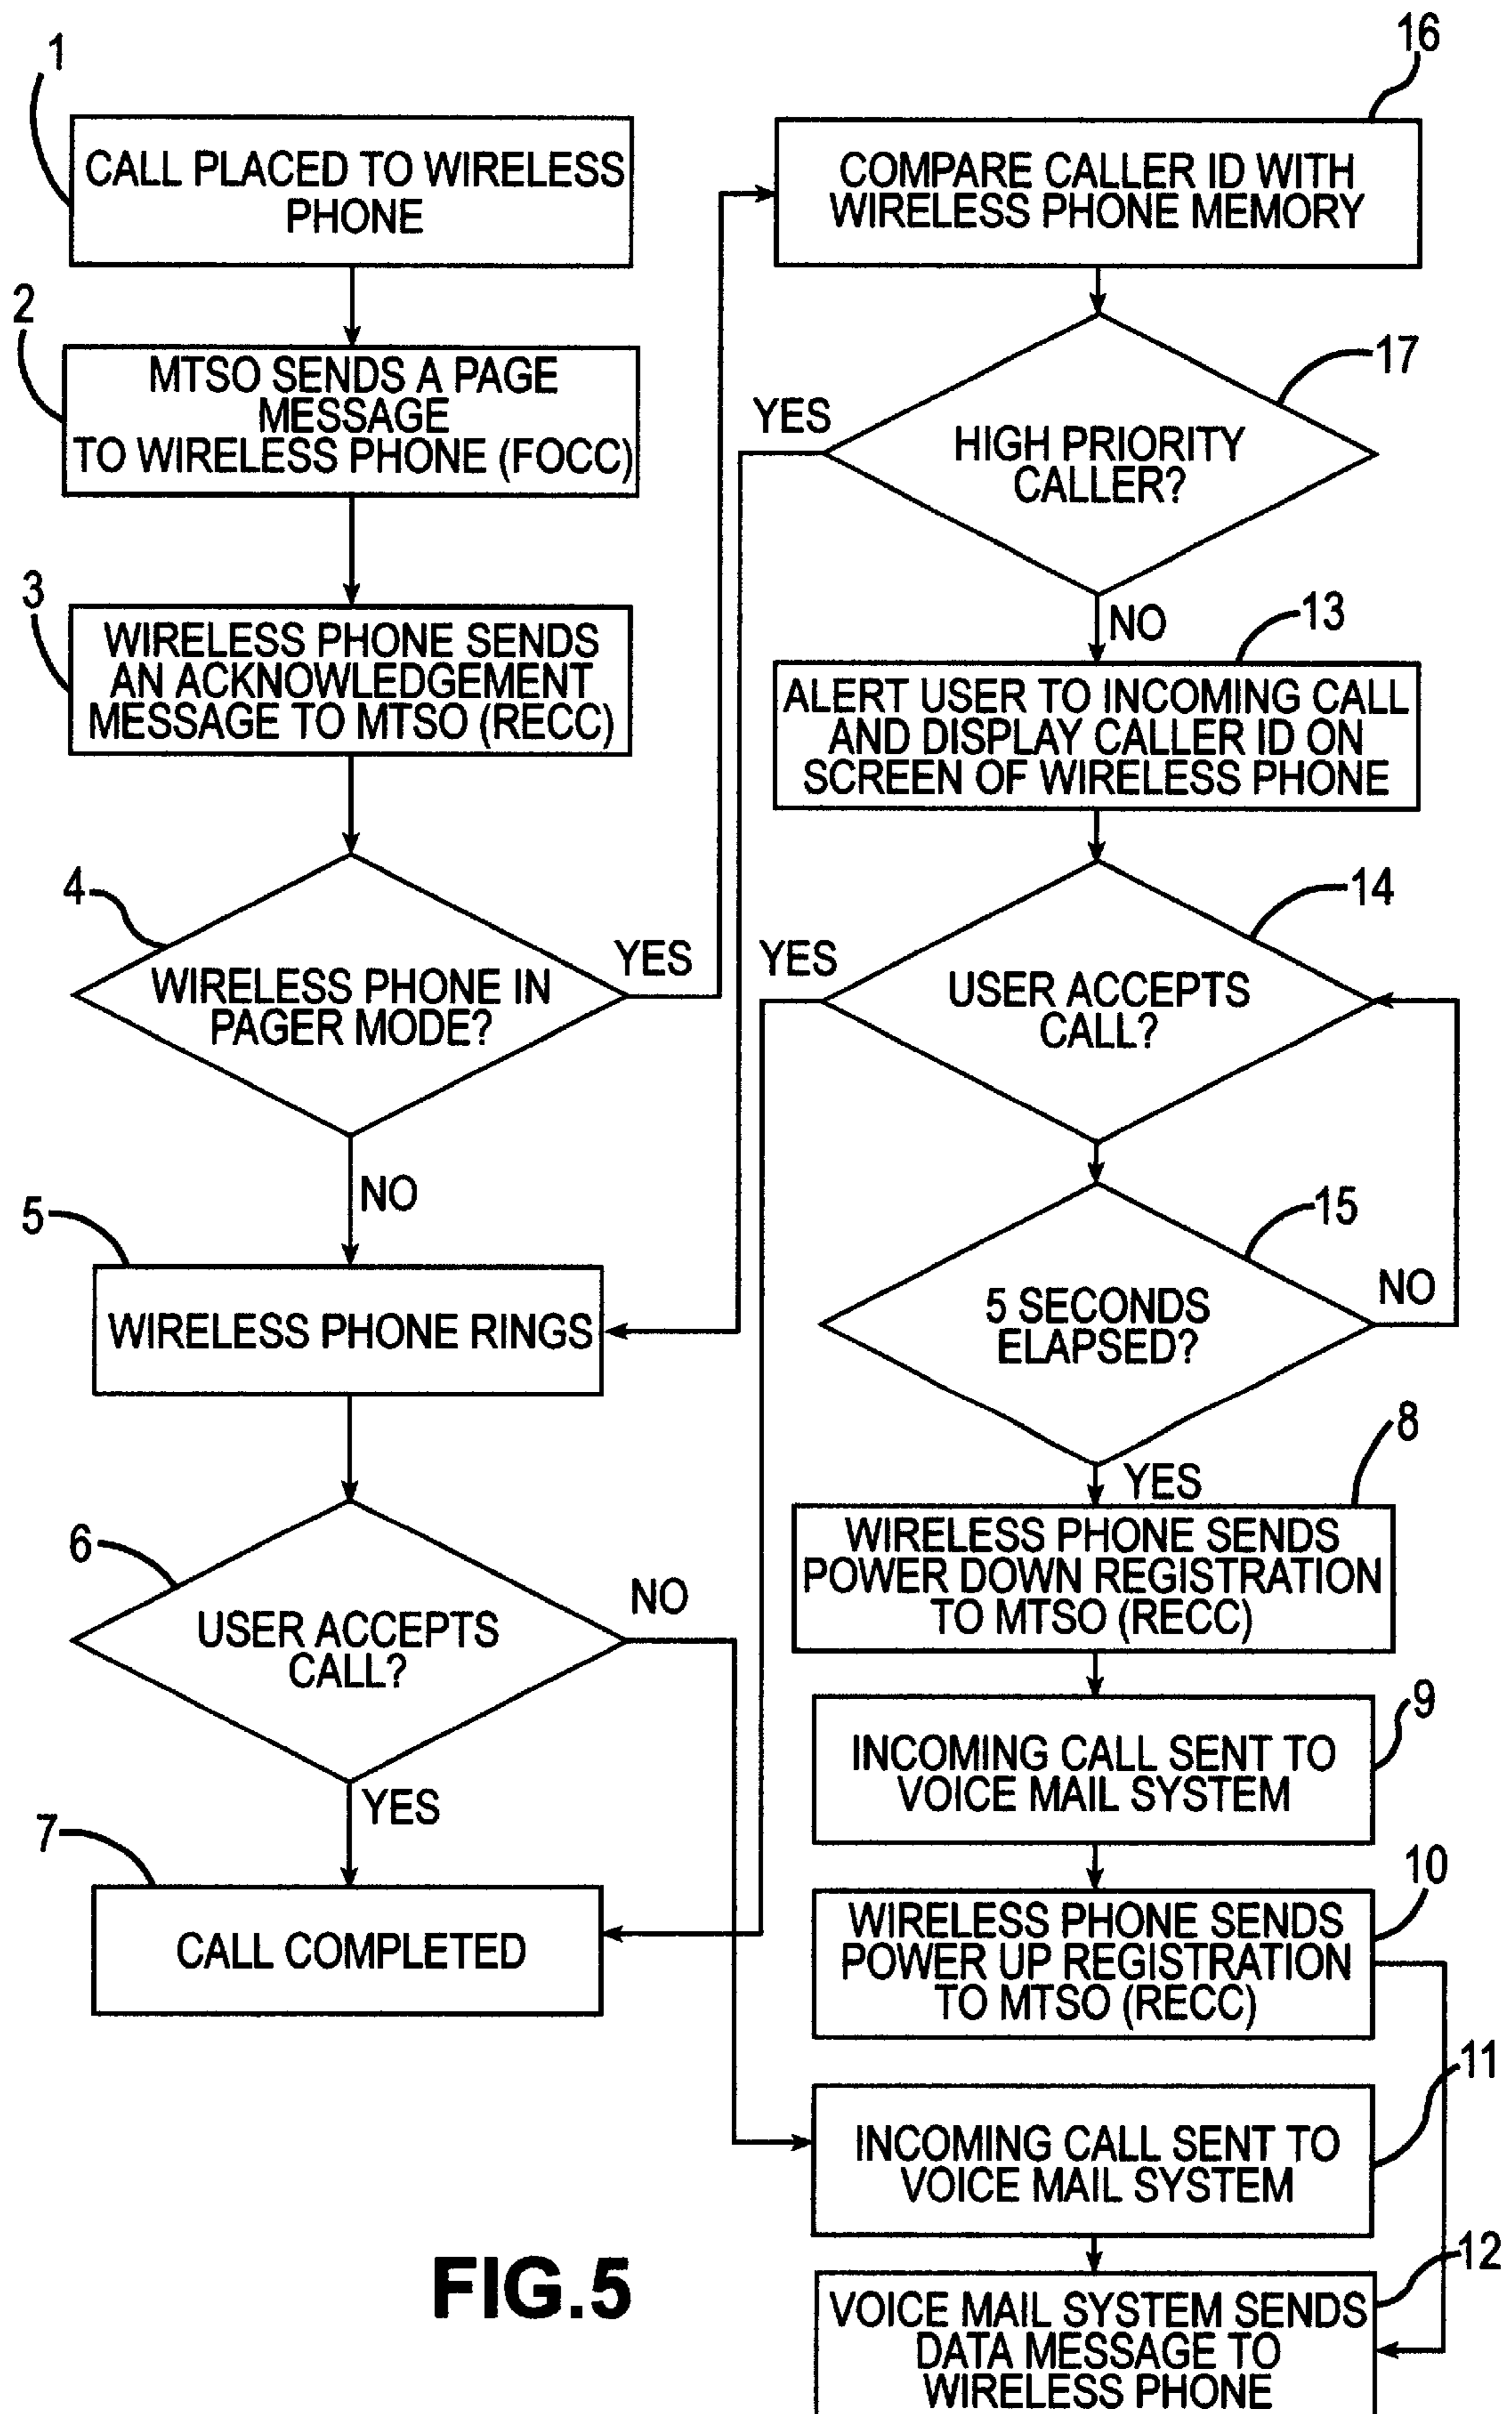 1
CALL PLACED TO WIRELESS
PHONE
2
MTSO SENDS A PAGE
MESSAGE
TO WIRELESS PHONE (FOCC)
3
WIRELESS PHONE SENDS
AN ACKNOWLEDGEMENT
MESSAGE TO MTSO (RECC)
4
WIRELESS PHONE IN
PAGER MODE?
YES
NO
5
WIRELESS PHONE RINGS
6
USER ACCEPTS
CALL?
NO
YES
7
CALL COMPLETED
16
COMPARE CALLER ID WITH
WIRELESS PHONE MEMORY
17
YES
HIGH PRIORITY
CALLER?
NO
13
ALERT USER TO INCOMING CALL
AND DISPLAY CALLER ID ON
SCREEN OF WIRELESS PHONE
14
YES
USER ACCEPTS
CALL?
15
5 SECONDS
ELAPSED?
NO
YES
8
WIRELESS PHONE SENDS
POWER DOWN REGISTRATION
TO MTSO (RECC)
9
INCOMING CALL SENT TO
VOICE MAIL SYSTEM
10
WIRELESS PHONE SENDS
POWER UP REGISTRATION
TO MTSO (RECC)
11
INCOMING CALL SENT TO
VOICE MAIL SYSTEM
12
VOICE MAIL SYSTEM SENDS
DATA MESSAGE TO
WIRELESS PHONE
FIG.5